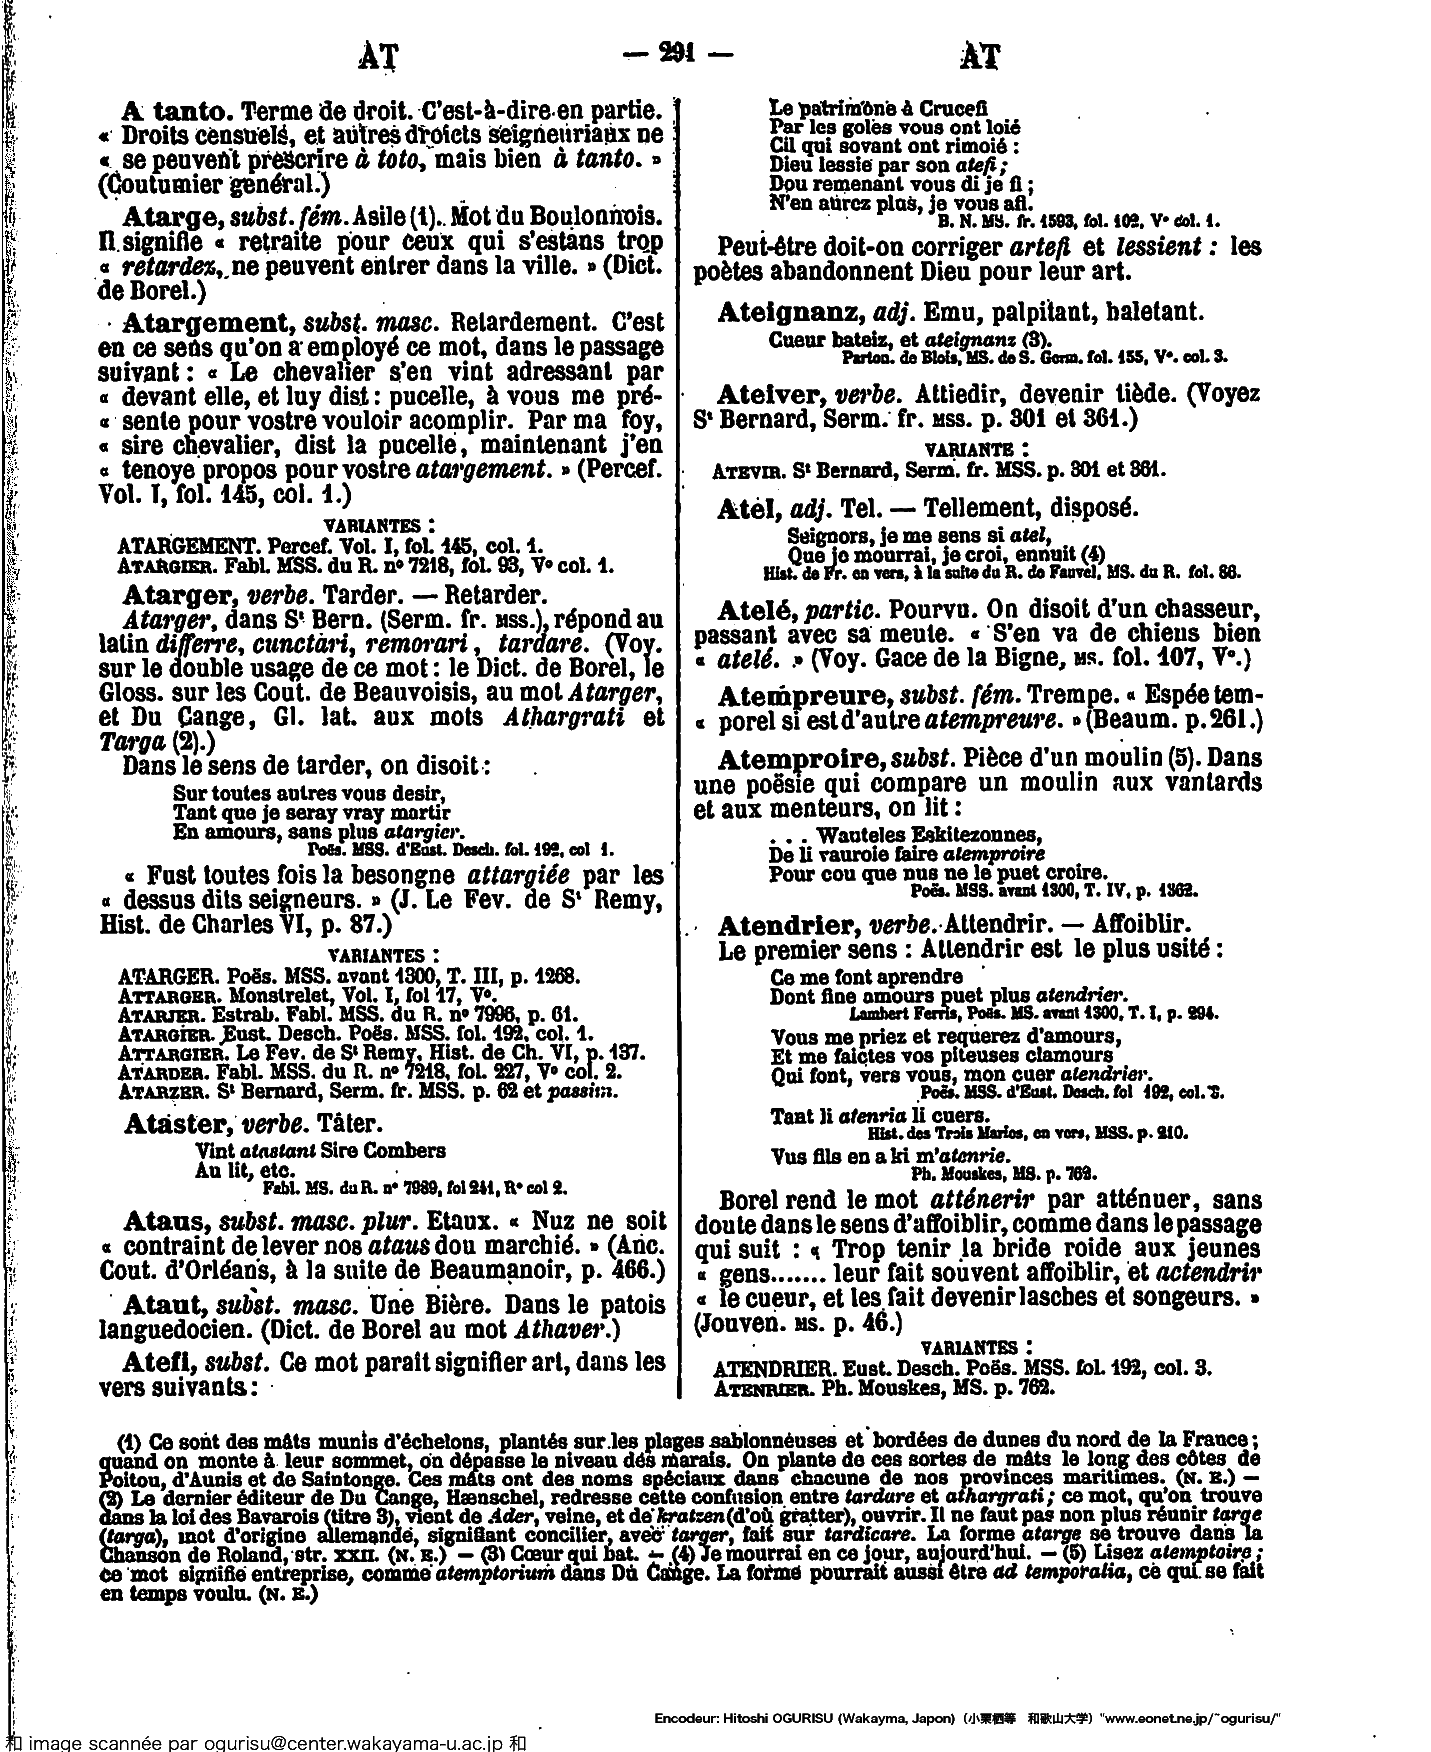 AT — 291 — AT
A tanto. Terme de droit. C'est-à-dire en partie.
« Droits censuels, et autres droicts seigneuriaux ne
« se peuvent prescrire à toto, mais bien à tanto. »
(Coutumier général.)
Atarge, subst. fém. Asile (1). Mot du Boulonnois.
Il signifie « retraite pour ceux qui s'estans trop
« retardez, ne peuvent entrer dans la ville. » (Dict.
de Borel.)
Atargement, subst. masc. Retardement. C'est
en ce sens qu'on a employé ce mot, dans le passage
suivant : « Le chevalier s'en vint adressant par
« devant elle, et luy dist : pucelle, à vous me pré-
« sente pour vostre vouloir acomplir. Par ma foy,
« sire chevalier, dist la pucelle, maintenant j'en
« tenoye propos pour vostre atargement. » (Percef.
Vol. I, fol. 145, col. 1.)
VARIANTES :
ATARGEMENT. Percef. Vol. I, fol. 145, col. 1.
ATARGIER. Fabl. MSS. du R. nº 7218, fol. 93, Vº col. 1.
Atarger, verbe. Tarder. — Retarder.
Atarger, dans St Bern. (Serm. fr. MSS.), répond au
latin differre, cunctari, remorari, tardare. (Voy.
sur le double usage de ce mot : le Dict. de Borel, le
Gloss. sur les Cout. de Beauvoisis, au mot Atarger,
et Du Cange, Gl. lat. aux mots Athargrati et
Targa (2).)
Dans le sens de tarder, on disoit :
Sur toutes autres vous desir,
Tant que je seray vray martir
En amours, sans plus atargier.
Poës. MSS. d'Eust. Desch. fol. 192, col 1.
« Fust toutes fois la besongne attargiée par les
« dessus dits seigneurs. » (J. Le Fev. de St Remy,
Hist. de Charles VI, p. 87.)
VARIANTES :
ATARGER. Poës. MSS. avant 1300, T. III, p. 1268.
ATTARGER. Monstrelet, Vol. I, fol 17, Vº.
ATARJER. Estrab. Fabl. MSS. du R. nº 7996, p. 61.
ATARGIER. Eust. Desch. Poës. MSS. fol. 192, col. 1.
ATTARGIER. Le Fev. de St Remy, Hist. de Ch. VI, p. 137.
ATARDER. Fabl. MSS. du R. nº 7218, fol. 227, Vº col. 2.
ATARZER. St Bernard, Serm. fr. MSS. p. 62 et passim.
Ataster, verbe. Tâter.
Vint atastant Sire Combers
Au lit, etc.
Fabl. MS. du R. nº 7989, fol 241, Rº col 2.
Ataus, subst. masc. plur. Etaux. « Nuz ne soit
« contraint de lever nos ataus dou marchié. » (Anc.
Cout. d'Orléans, à la suite de Beaumanoir, p. 466.)
Ataut, subst. masc. Une Bière. Dans le patois
languedocien. (Dict. de Borel au mot Athaver.)
Atefi, subst. Ce mot parait signifier art, dans les
vers suivants :
Le patrimone à Crucefi
Par les goles vous ont loié
Cil qui sovant ont rimoié :
Dieu lessie par son atefi ;
Dou remenant vous di je fi ;
N'en aurez plus, je vous afi.
B. N. MS. fr. 1593, fol. 102, Vº col. 1.
Peut-être doit-on corriger artefi et lessient : les
poètes abandonnent Dieu pour leur art.
Ateignanz, adj. Emu, palpitant, haletant.
Cueur bateiz, et ateignanz (3).
Parton. de Blois, MS. de S. Germ. fol. 155, Vº. col. 3.
Ateiver, verbe. Attiedir, devenir tiède. (Voyez
St Bernard, Serm. fr. MSS. p. 301 et 361.)
VARIANTE :
ATEVIR. St Bernard, Serm. fr. MSS. p. 301 et 361.
Atel, adj. Tel. — Tellement, disposé.
Seignors, je me sens si atel,
Que je mourrai, je croi, ennuit (4)
Hist. de Fr. en vers, à la suite du R. de Fauvel, MS. du R. fol. 86.
Atelé, partic. Pourvu. On disoit d'un chasseur,
passant avec sa meute. « S'en va de chiens bien
« atelé. » (Voy. Gace de la Bigne, MS. fol. 107, Vº.)
Atempreure, subst. fém. Trempe. « Espée tem-
« porel si est d'autre atempreure. » (Beaum. p. 261.)
Atemproire, subst. Pièce d'un moulin (5). Dans
une poësie qui compare un moulin aux vantards
et aux menteurs, on lit :
. . . Wauteles Eskitezonnes,
De li vauroie faire atemproire
Pour cou que nus ne le puet croire.
Poës. MSS. avant 1300, T. IV, p. 1362.
Atendrier, verbe. Attendrir. — Affoiblir.
Le premier sens : Attendrir est le plus usité :
Ce me font aprendre
Dont fine amours puet plus atendrier.
Lambert Ferris, Poës. MS. avant 1300, T. I, p. 294.
Vous me priez et requerez d'amours,
Et me faictes vos piteuses clamours
Qui font, vers vous, mon cuer atendrier.
Poës. MSS. d'Eust. Desch. fol 192, col. 3.
Tant li atenria li cuers.
Hist. des Trois Maries, en vers, MSS. p. 210.
Vus fils en a ki m'atenrie.
Ph. Mouskes, MS. p. 762.
Borel rend le mot atténerir par atténuer, sans
doute dans le sens d'affoiblir, comme dans le passage
qui suit : « Trop tenir la bride roide aux jeunes
« gens....... leur fait souvent affoiblir, et actendrir
« le cueur, et les fait devenir lasches et songeurs. »
(Jouven. MS. p. 46.)
VARIANTES :
ATENDRIER. Eust. Desch. Poës. MSS. fol. 192, col. 3.
ATENRIER. Ph. Mouskes, MS. p. 762.
(1) Ce sont des mâts munis d'échelons, plantés sur les plages sablonneuses et bordées de dunes du nord de la France ;
quand on monte à leur sommet, on dépasse le niveau des marais. On plante de ces sortes de mâts le long des côtes de
Poitou, d'Aunis et de Saintonge. Ces mâts ont des noms spéciaux dans chacune de nos provinces maritimes. (N. E.) —
(2) Le dernier éditeur de Du Cange, Hænschel, redresse cette confusion entre tardare et athargrati ; ce mot, qu'on trouve
dans la loi des Bavarois (titre 3), vient de Ader, veine, et de kratzen (d'où gratter), ouvrir. Il ne faut pas non plus réunir targe
(targa), mot d'origine allemande, signifiant concilier, avec targer, fait sur tardicare. La forme atarge se trouve dans la
Chanson de Roland, str. XXII. (N. E.) — (3) Cœur qui bat. — (4) Je mourrai en ce jour, aujourd'hui. — (5) Lisez atemptoire ;
ce mot signifie entreprise, comme atemptorium dans Du Cange. La forme pourrait aussi être ad temporalia, ce qui se fait
en temps voulu. (N. E.)
Encodeur: Hitoshi OGURISU (Wakayma, Japon)（小栗栖等　和歌山大学）"www.eonet.ne.jp/~ogurisu/"
和 image scannée par ogurisu@center.wakayama-u.ac.jp 和